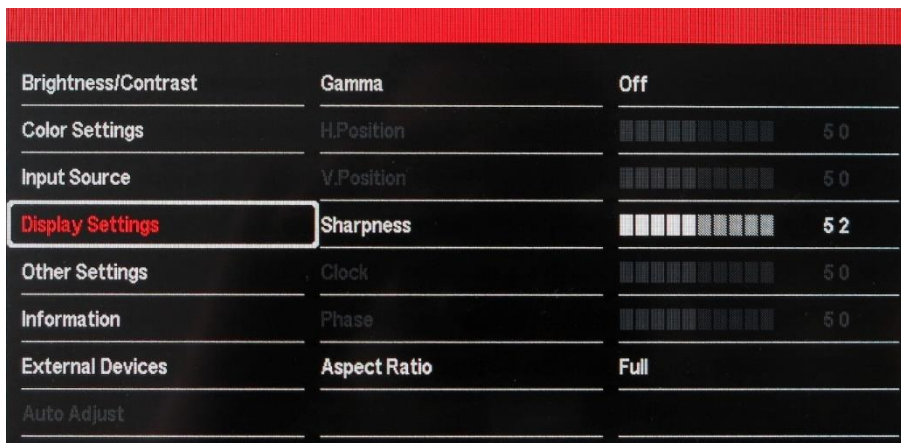 Brightness/Contrast Gamma Off
Color Settings H.Position 50
Input Source V.Position 50
Display Settings Sharpness 52
Other Settings Clock 50
Information Phase 50
External Devices Aspect Ratio Full
Auto Adjust